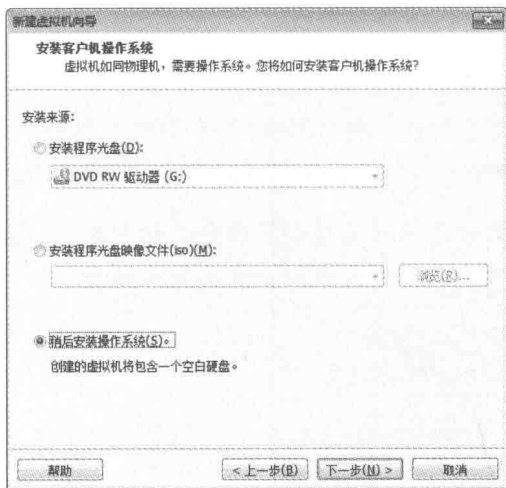 新建虚拟机向导
安装客户机操作系统
虚拟机如同物理机，需要操作系统。您将如何安装客户机操作系统?
安装来源:
安装程序光盘(D):
DVD RW 驱动器 (G:)
安装程序光盘映像文件(iso)(M):
浏览(R)...
稍后安装操作系统(S)。
创建的虚拟机将包含一个空白硬盘。
帮助 < 上一步(B) 下一步(N) > 取消